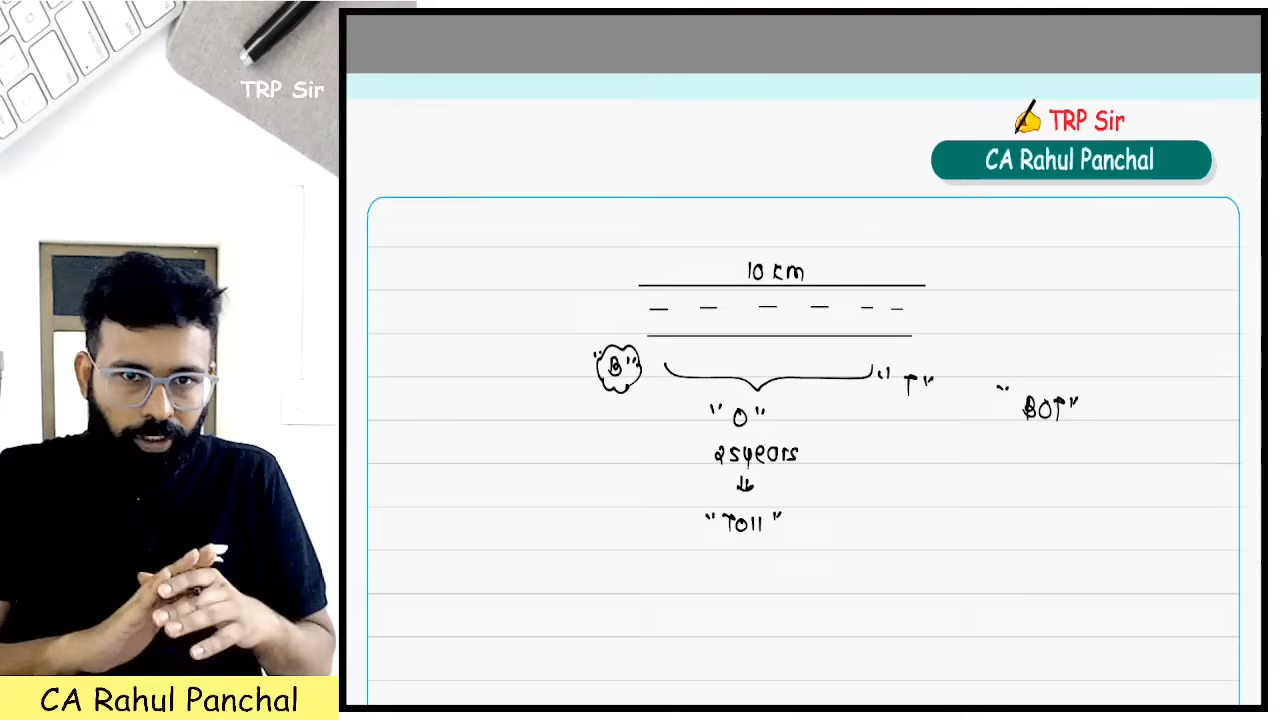 TRP Sir
TRP Sir
CA Rahul Panchal
10 km
"B"
"T"
"O"
"BOT"
25years
"Toll"
CA Rahul Panchal